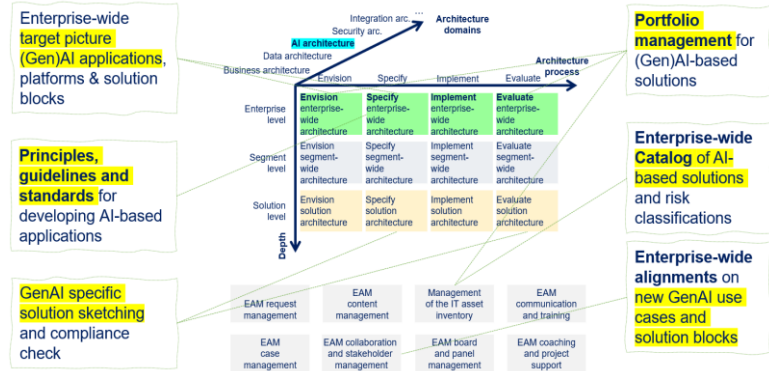 Enterprise-wide
target picture
(Gen)AI applications,
platforms & solution
blocks
Principles,
guidelines and
standards for
developing AI-based
applications
GenAI specific
solution sketching
and compliance
check
...
Integration arc.
Security arc.
AI architecture
Data architecture
Business architecture
Architecture
domains
Architecture
process
Envision Specify Implement Evaluate
Enterprise
level
Envision
enterprise-
wide
architecture
Specify
enterprise-
wide
architecture
Implement
enterprise-
wide
architecture
Evaluate
enterprise-
wide
architecture
Segment
level
Envision
segment-
wide
architecture
Specify
segment-
wide
architecture
Implement
segment-
wide
architecture
Evaluate
segment-
wide
architecture
Solution
level
Envision
solution
architecture
Specify
solution
architecture
Implement
solution
architecture
Evaluate
solution
architecture
Depth
EAM request
management
EAM
content
management
Management
of the IT asset
inventory
EAM
communication
and training
EAM
case
management
EAM collaboration
and stakeholder
management
EAM board
and panel
management
EAM coaching
and project
support
Portfolio
management for
(Gen)AI-based
solutions
Enterprise-wide
Catalog of AI-
based solutions
and risk
classifications
Enterprise-wide
alignments on
new GenAI use
cases and
solution blocks